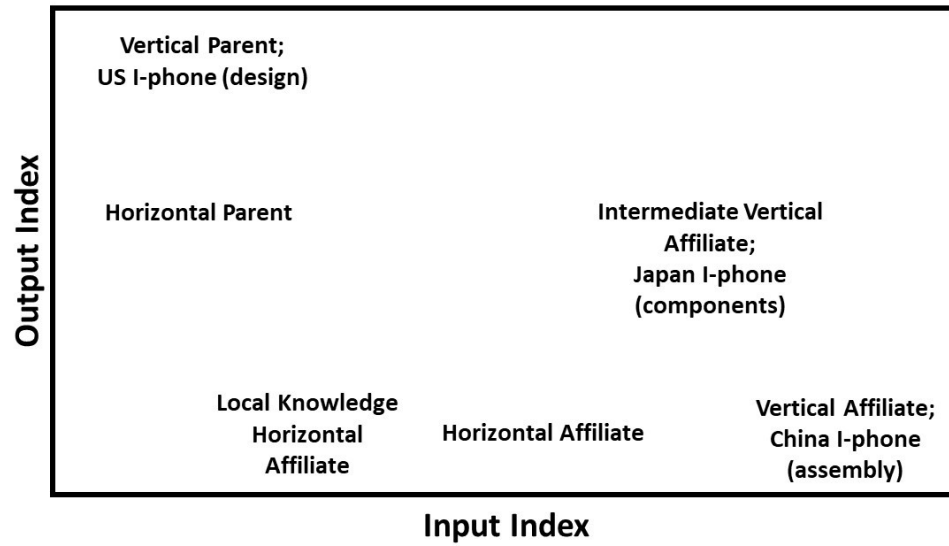 Vertical Parent;
US I-phone (design)
Output Index
Horizontal Parent
Intermediate Vertical
Affiliate;
Japan I-phone
(components)
Local Knowledge
Horizontal
Affiliate
Horizontal Affiliate
Vertical Affiliate;
China I-phone
(assembly)
Input Index